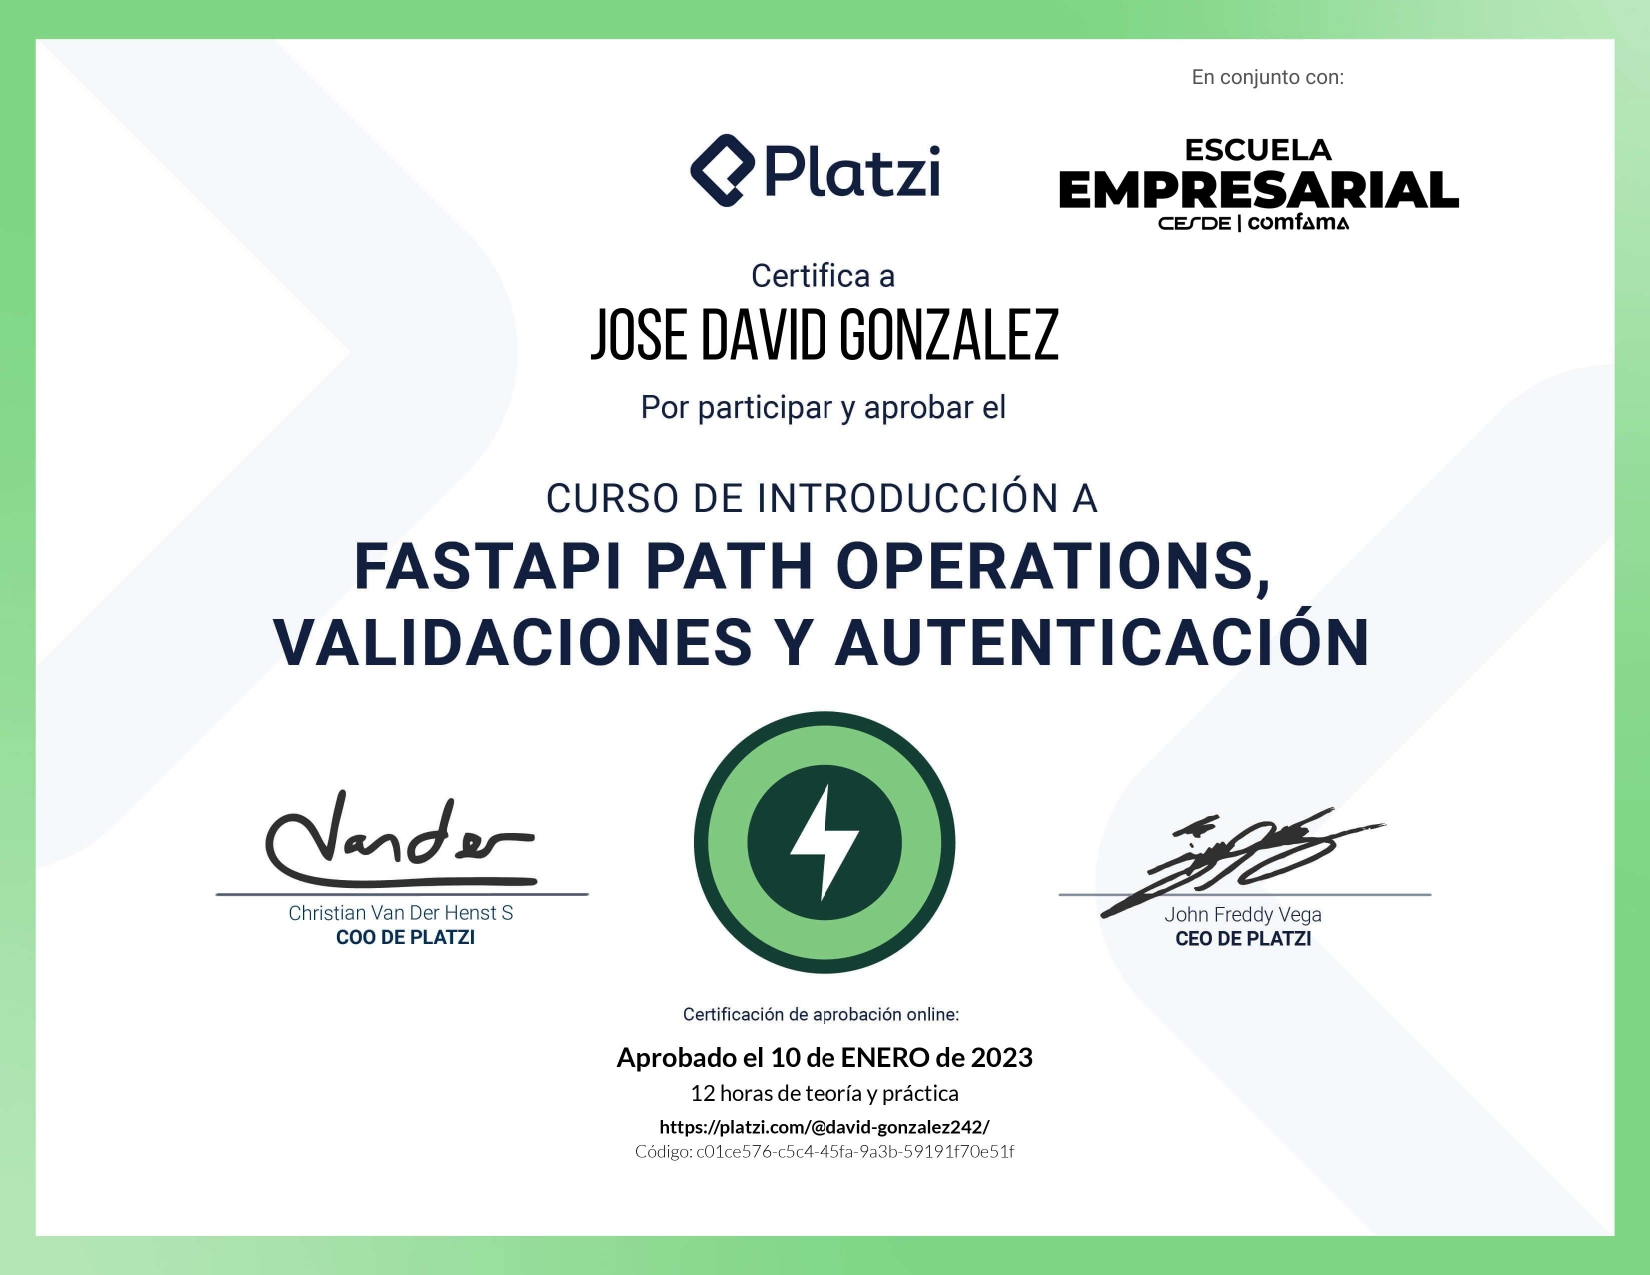 En conjunto con:
Platzi
ESCUELA
EMPRESARIAL
CESDE | comfama
Certifica a
JOSE DAVID GONZALEZ
Por participar y aprobar el
CURSO DE INTRODUCCIÓN A
FASTAPI PATH OPERATIONS,
VALIDACIONES Y AUTENTICACIÓN
Vander
Christian Van Der Henst S
COO DE PLATZI
John Freddy Vega
CEO DE PLATZI
Certificación de aprobación online:
Aprobado el 10 de ENERO de 2023
12 horas de teoría y práctica
https://platzi.com/@david-gonzalez242/
Código: c01ce576-c5c4-45fa-9a3b-59191f70e51f